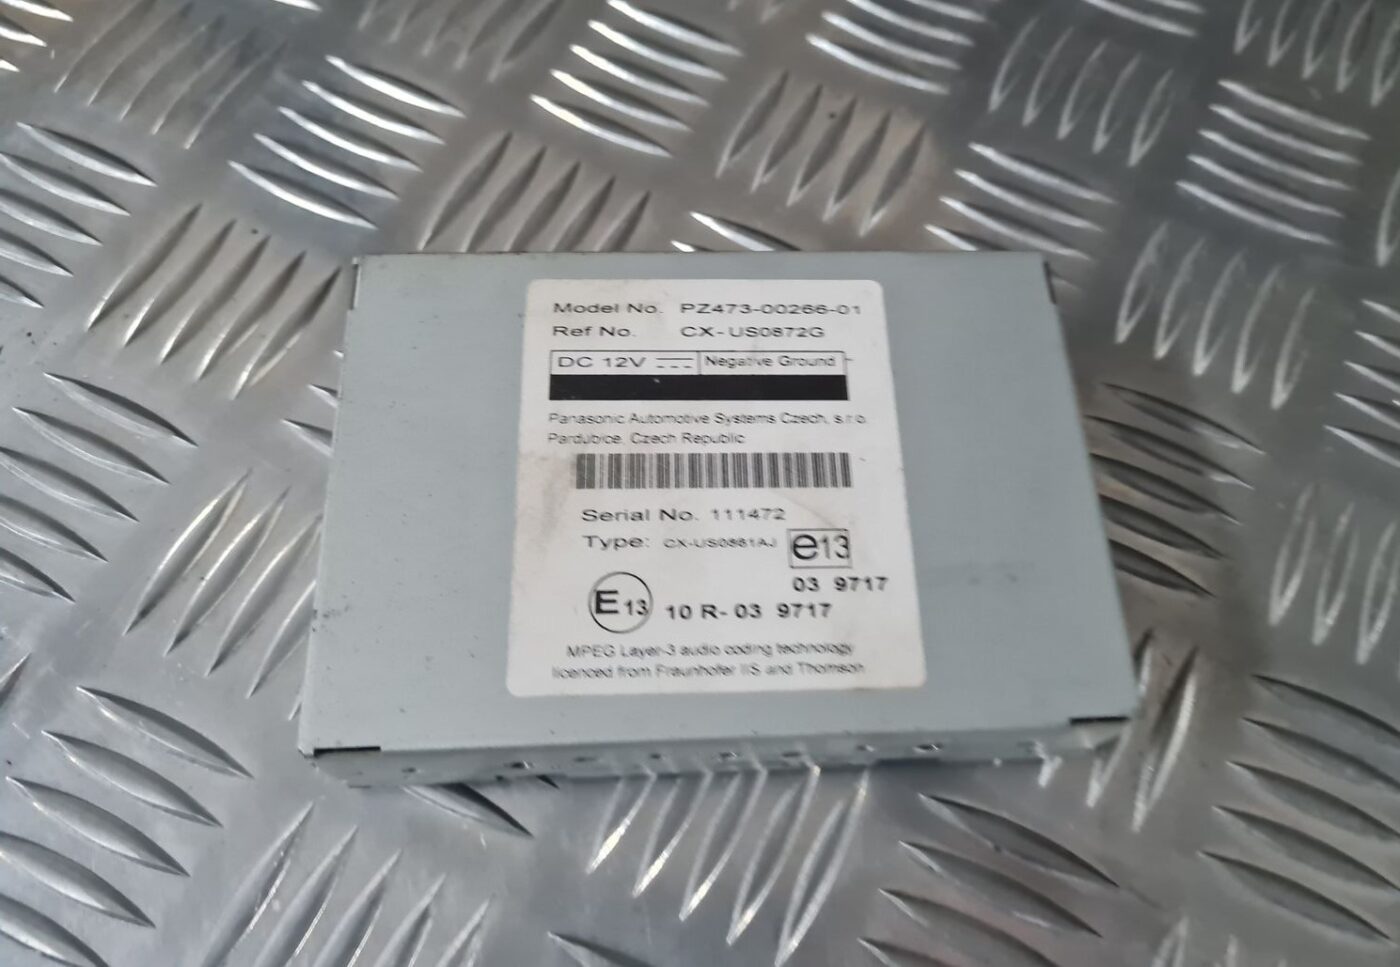 Model No. PZ473-00266-01
Ref No. CX-US0872G
DC 12V Negative Ground
Panasonic Automotive Systems Czech, s.r.o.
Pardubice, Czech Republic
Serial No. 111472
Type: CX-US0861AJ e13
03 9717
E13 10 R- 03 9717
MPEG Layer-3 audio coding technology
licenced from Fraunhofer IIS and Thomson